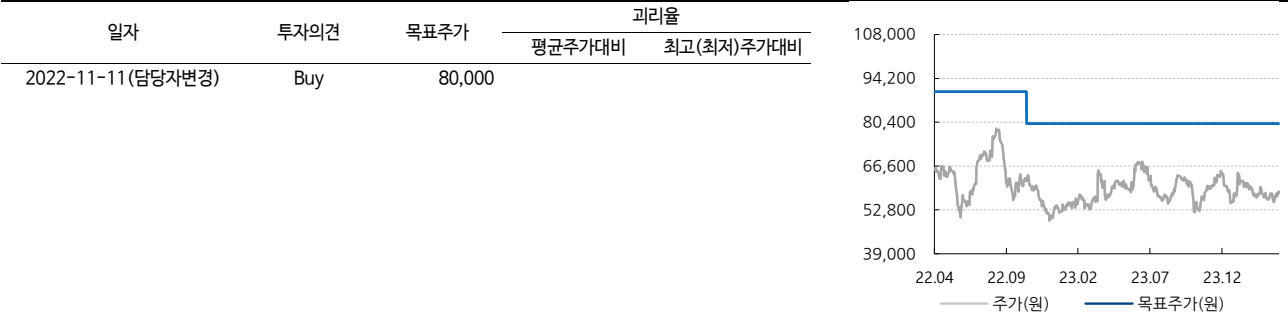 일자 투자의견 목표주가 괴리율
평균주가대비 최고(최저)주가대비
2022-11-11(담당자변경) Buy 80,000
108,000
94,200
80,400
66,600
52,800
39,000
22.04 22.09 23.02 23.07 23.12
주가(원) 목표주가(원)